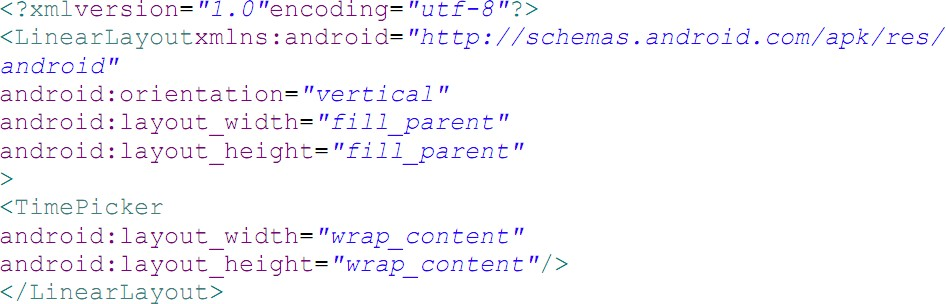 <?xmlversion="1.0"encoding="utf-8"?>
<LinearLayoutxmlns:android="http://schemas.android.com/apk/res/
android"
android:orientation="vertical"
android:layout_width="fill_parent"
android:layout_height="fill_parent"
>
<TimePicker
android:layout_width="wrap_content"
android:layout_height="wrap_content"/>
</LinearLayout>